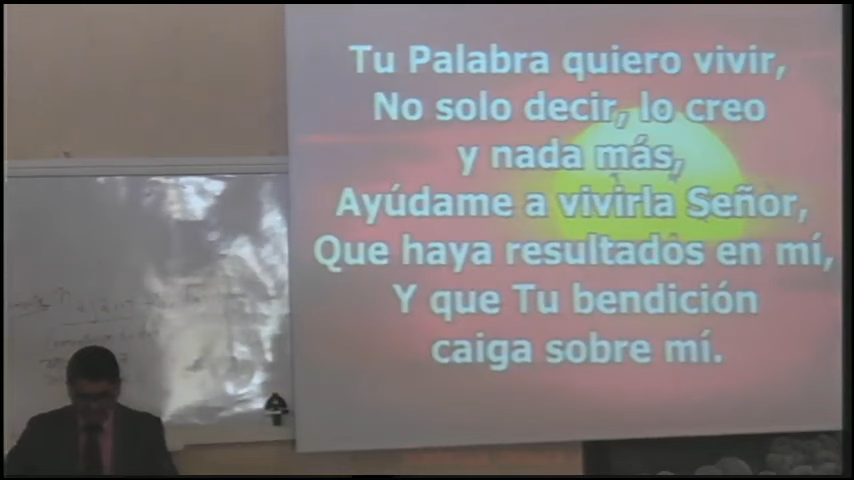 Tu Palabra quiero vivir,
No solo decir, lo creo
y nada más,
Ayúdame a vivirla Señor,
Que haya resultados en mí,
Y que Tu bendición
caiga sobre mí.